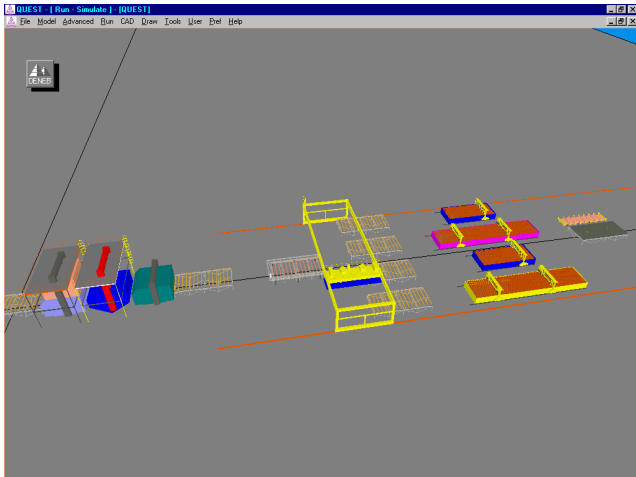 QUEST - [ Run - Simulate ] - [QUEST]
File Model Advanced Run CAD Draw Tools User Pref Help
DENEB